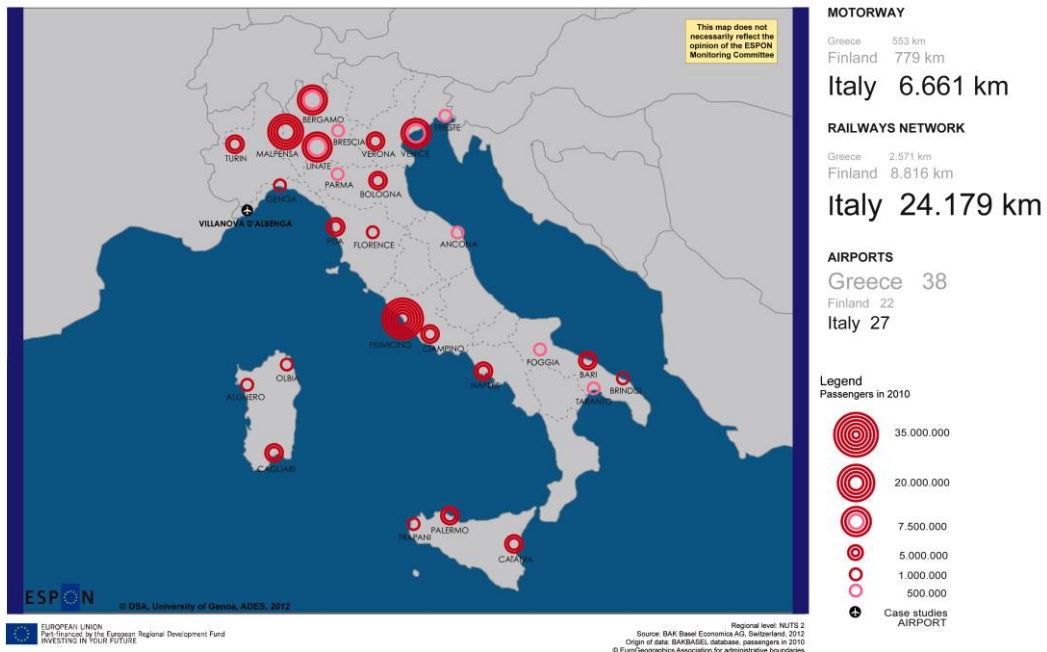 This map does not
necessarily reflect the
opinion of the ESPON
Monitoring Committee
BERGAMO
TRIESTE
BRESCIA
TURIN
MALPENSA
LINATE
VERONA
VENICE
PARMA
GENOA
BOLOGNA
VILLANOVA D'ALBENGA
PISA
FLORENCE
ANCONA
FIUMICINO
CIAMPINO
FOGGIA
OLBIA
NAPLES
BARI
BRINDISI
ALGHERO
TARANTO
CAGLIARI
TRAPANI
PALERMO
CATANIA
ESPON
© DSA, University of Genoa, ADES, 2012
MOTORWAY
Greece 553 km
Finland 779 km
Italy 6.661 km
RAILWAYS NETWORK
Greece 2.571 km
Finland 8.816 km
Italy 24.179 km
AIRPORTS
Greece 38
Finland 22
Italy 27
Legend
Passengers in 2010
35.000.000
20.000.000
7.500.000
5.000.000
1.000.000
500.000
Case studies
AIRPORT
EUROPEAN UNION
Part-financed by the European Regional Development Fund
INVESTING IN YOUR FUTURE
Regional level: NUTS 2
Source: BAK Basel Economics AG, Switzerland, 2012
Origin of data: BAKBASEL database, passengers in 2010
© EuroGeographics Association for administrative boundaries